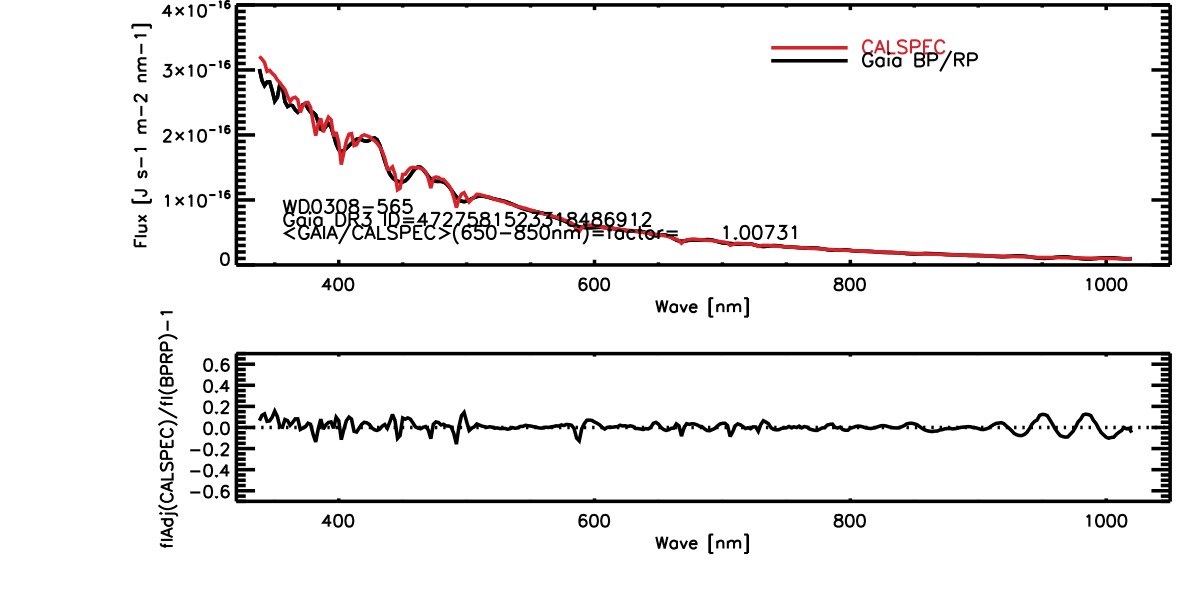 4×10−16
3×10−16
2×10−16
1×10−16
0
Flux [J s−1 m−2 nm−1]
CALSPEC
Gaia BP/RP
WD0308−565
Gaia DR3 ID=4727581523318486912
<GAIA/CALSPEC>(650−850nm)=factor= 1.00731
400 600 800 1000
Wave [nm]
flAdj(CALSPEC)/fl(BPRP)−1
0.6
0.4
0.2
0.0
−0.2
−0.4
−0.6
400 600 800 1000
Wave [nm]